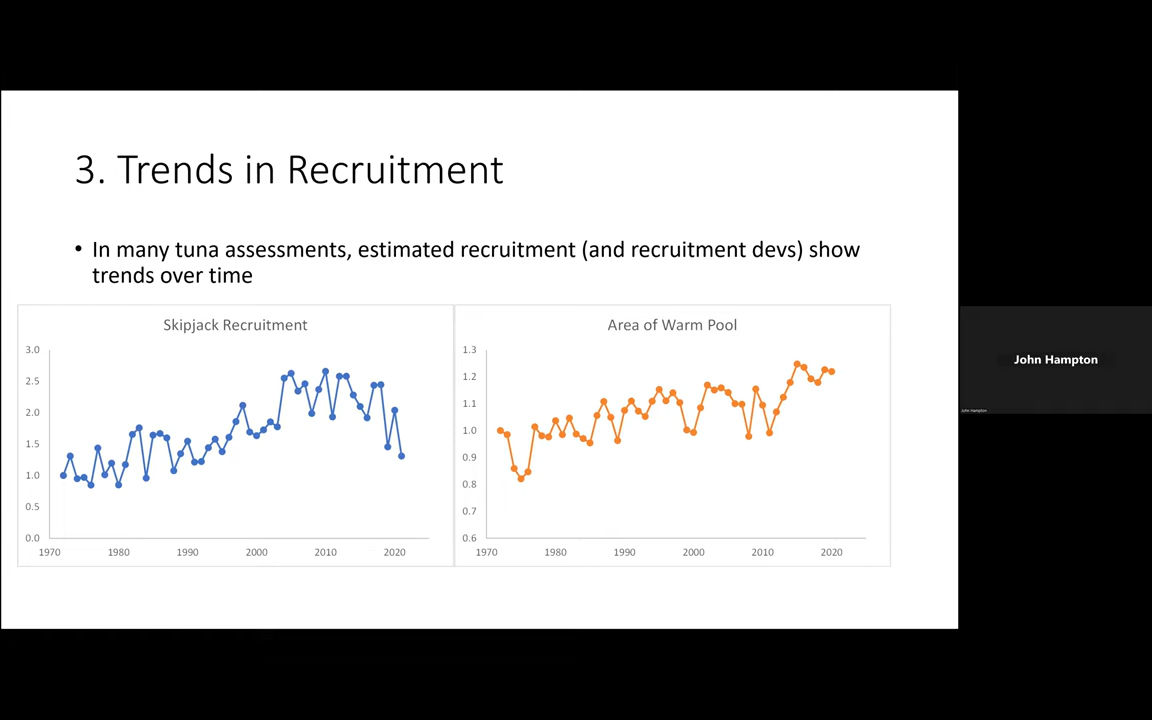 3. Trends in Recruitment
• In many tuna assessments, estimated recruitment (and recruitment devs) show
trends over time
Skipjack Recruitment
3.0
2.5
2.0
1.5
1.0
0.5
0.0
1970 1980 1990 2000 2010 2020
Area of Warm Pool
1.3
1.2
1.1
1.0
0.9
0.8
0.7
0.6
1970 1980 1990 2000 2010 2020
John Hampton
John Hampton